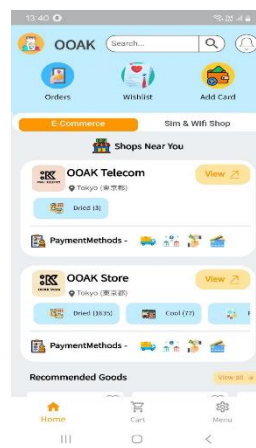 13:40
OOAK
Search...
Orders
Wishlist
Add Card
E-Commerce
Sim & Wifi Shop
Shops Near You
OOAK Telecom
View
Tokyo (東京都)
Dried (3)
PaymentMethods -
OOAK Store
View
Tokyo (東京都)
Dried (1635)
Cool (77)
PaymentMethods -
Recommended Goods
View all
Home
Cart
Menu